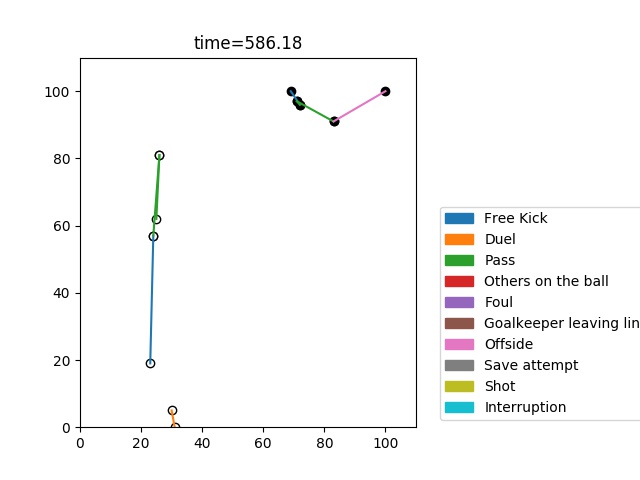 time=586.18
100
80
60
40
20
0
0 20 40 60 80 100
Free Kick
Duel
Pass
Others on the ball
Foul
Goalkeeper leaving lin
Offside
Save attempt
Shot
Interruption